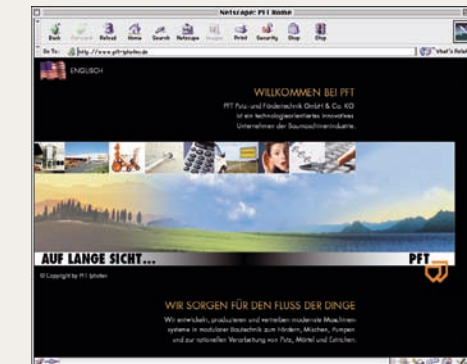 Netscape: PFT Home
Back Forward Reload Home Search Netscape Images Print Security Shop Stop
Go To: http://www.pft-iphofen.de What's Related
ENGLISCH
WILLKOMMEN BEI PFT
PFT Putz- und Fördertechnik GmbH & Co. KG
ist ein technologieorientiertes innovatives
Unternehmen der Baumaschinenindustrie.
AUF LANGE SICHT... PFT
© Copyright by PFT Iphofen
WIR SORGEN FÜR DEN FLUSS DER DINGE
Wir entwickeln, produzieren und vertreiben modernste Maschinen-
systeme in modularer Bautechnik zum Fördern, Mischen, Pumpen
und zur rationellen Verarbeitung von Putz, Mörtel und Estrichen.